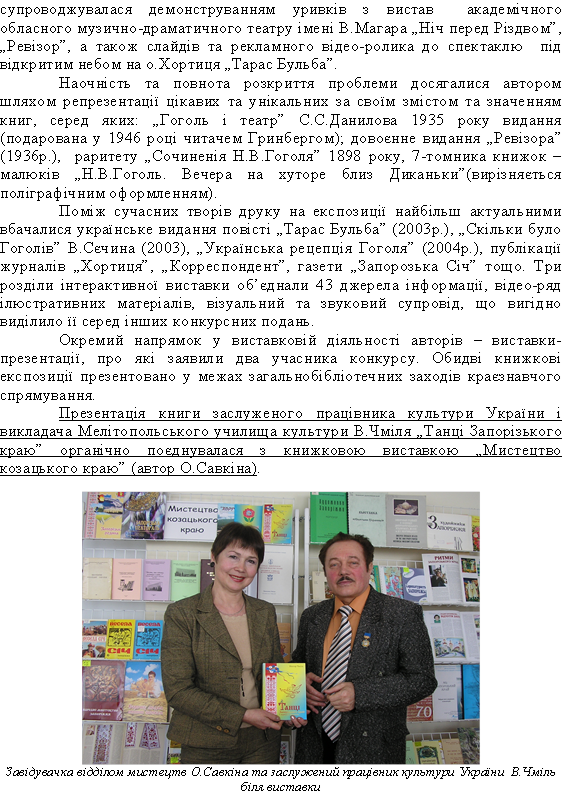 супроводжувалася демонструванням уривків з вистав академічного
обласного музично-драматичного театру імені В.Магара „Ніч перед Різдвом”,
„Ревізор”, а також слайдів та рекламного відео-ролика до спектаклю під
відкритим небом на о.Хортиця „Тарас Бульба”.
Наочність та повнота розкриття проблеми досягалися автором
шляхом репрезентації цікавих та унікальних за своїм змістом та значенням
книг, серед яких: „Гоголь і театр” С.С.Данилова 1935 року видання
(подарована у 1946 році читачем Гринбергом); довоєнне видання „Ревізора”
(1936р.), раритету „Сочиненія Н.В.Гоголя” 1898 року, 7-томника книжок –
малюків „Н.В.Гоголь. Вечера на хуторе близ Диканьки”(вирізняється
поліграфічним оформленням).
Поміж сучасних творів друку на експозиції найбільш актуальними
вбачалися українське видання повісті „Тарас Бульба” (2003р.), „Скільки було
Гоголів” В.Сєчина (2003), „Українська рецепція Гоголя” (2004р.), публікації
журналів „Хортиця”, „Корреспондент”, газети „Запорозька Січ” тощо. Три
розділи інтерактивної виставки об’єднали 43 джерела інформації, відео-ряд
ілюстративних матеріалів, візуальний та звуковий супровід, що вигідно
виділило її серед інших конкурсних подань.
Окремий напрямок у виставковій діяльності авторів – виставки-
презентації, про які заявили два учасника конкурсу. Обидві книжкові
експозиції презентовано у межах загальнобібліотечних заходів краєзнавчого
спрямування.
Презентація книги заслуженого працівника культури України і
викладача Мелітопольського училища культури В.Чміля „Танці Запорізького
краю” органічно поєднувалася з книжковою виставкою „Мистецтво
козацького краю” (автор О.Савкіна).
Мистецтво
козацького
краю
РИТМИ
СІЧ
СІЧ
70
Танці
Завідувачка відділом мистецтв О.Савкіна та заслужений працівник культури України В.Чміль
біля виставки